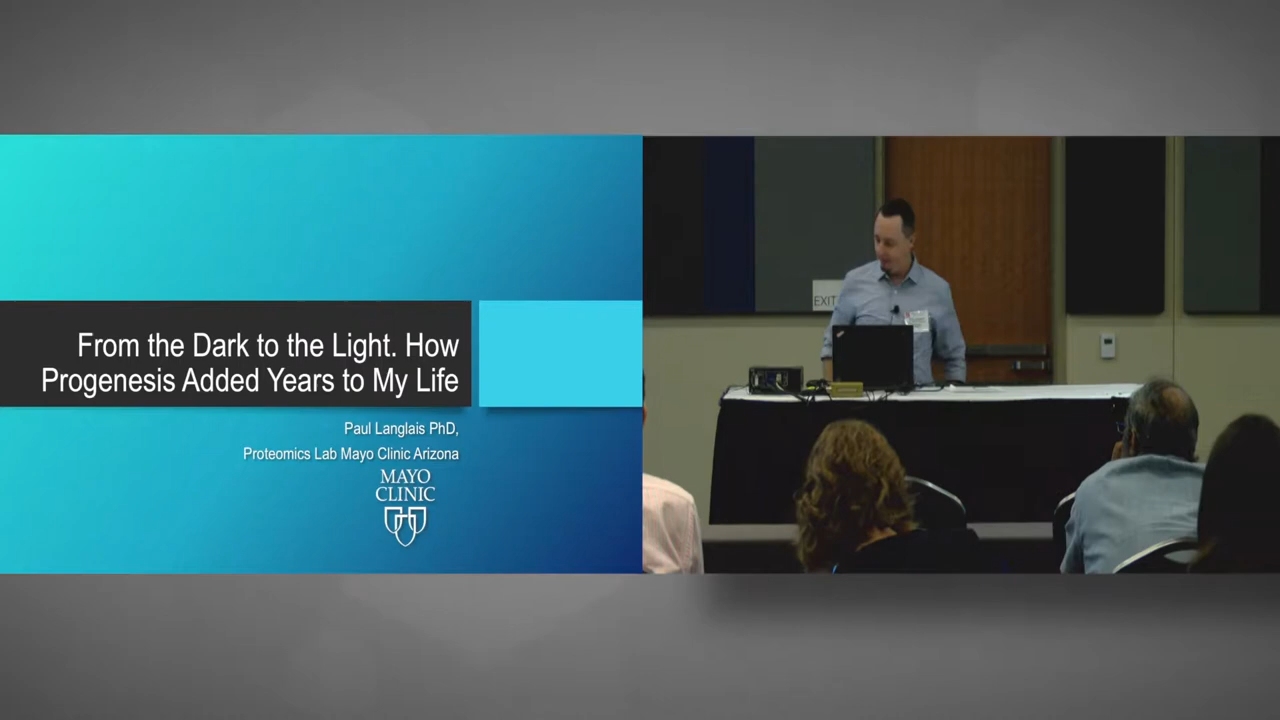 From the Dark to the Light. How
Progenesis Added Years to My Life
Paul Langlais PhD,
Proteomics Lab Mayo Clinic Arizona
MAYO
CLINIC
EXIT